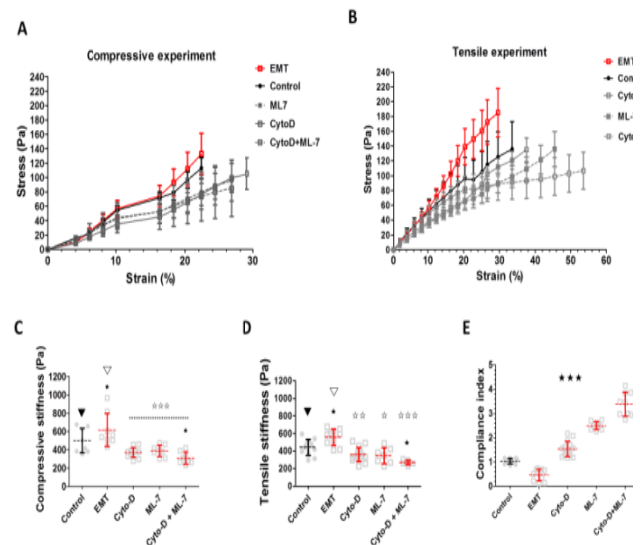 A
Compressive experiment
Stress (Pa)
240
220
200
180
160
140
120
100
80
60
40
20
0
0
10
20
30
Strain (%)
EMT
Control
ML7
CytoD
CytoD+ML-7
B
Tensile experiment
Stress (Pa)
240
220
200
180
160
140
120
100
80
60
40
20
0
0
10
20
30
40
50
60
Strain (%)
EMT
Contr
Cyto
ML-
Cyto
C
Compressive stiffness (Pa)
1200
1000
800
600
400
200
0
Control
EMT
Cyto-D
ML-7
Cyto-D + ML-7
D
Tensile stiffness (Pa)
1200
1000
800
600
400
200
0
Control
EMT
Cyto-D
ML-7
Cyto-D + ML-7
E
Compliance index
5
4
3
2
1
0
Control
EMT
Cyto-D
ML-7
Cyto-D+ML-7